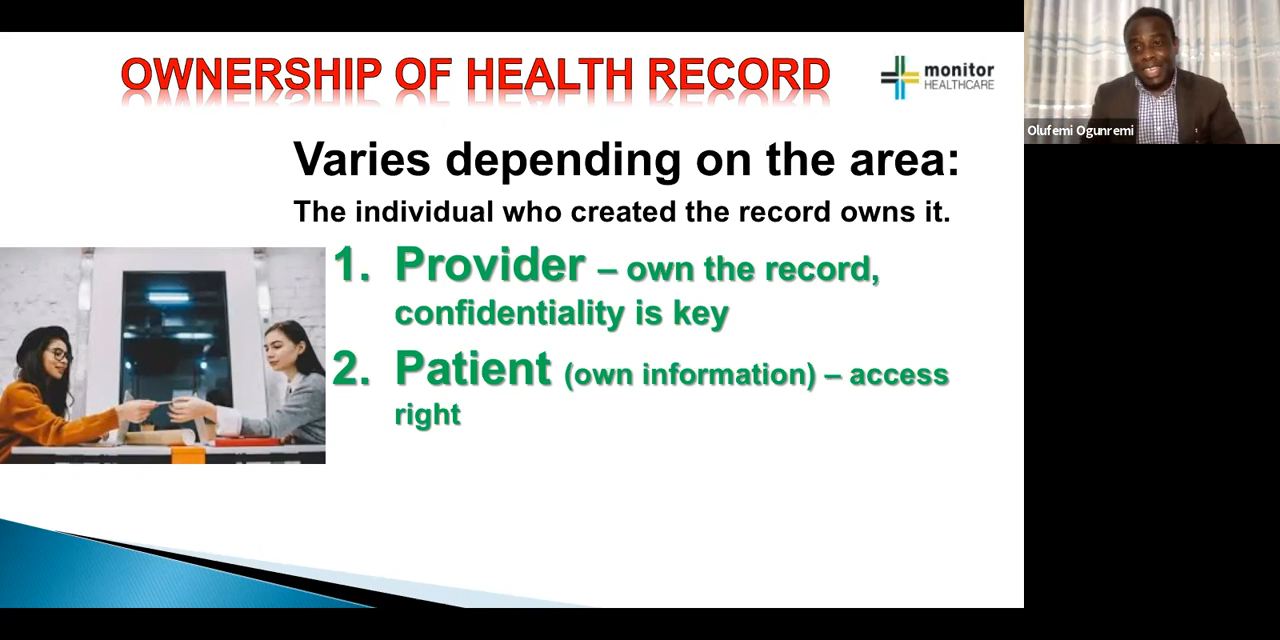 OWNERSHIP OF HEALTH RECORD
monitor
HEALTHCARE
Olufemi Ogunremi
Varies depending on the area:
The individual who created the record owns it.
1. Provider – own the record,
confidentiality is key
2. Patient (own information) – access
right